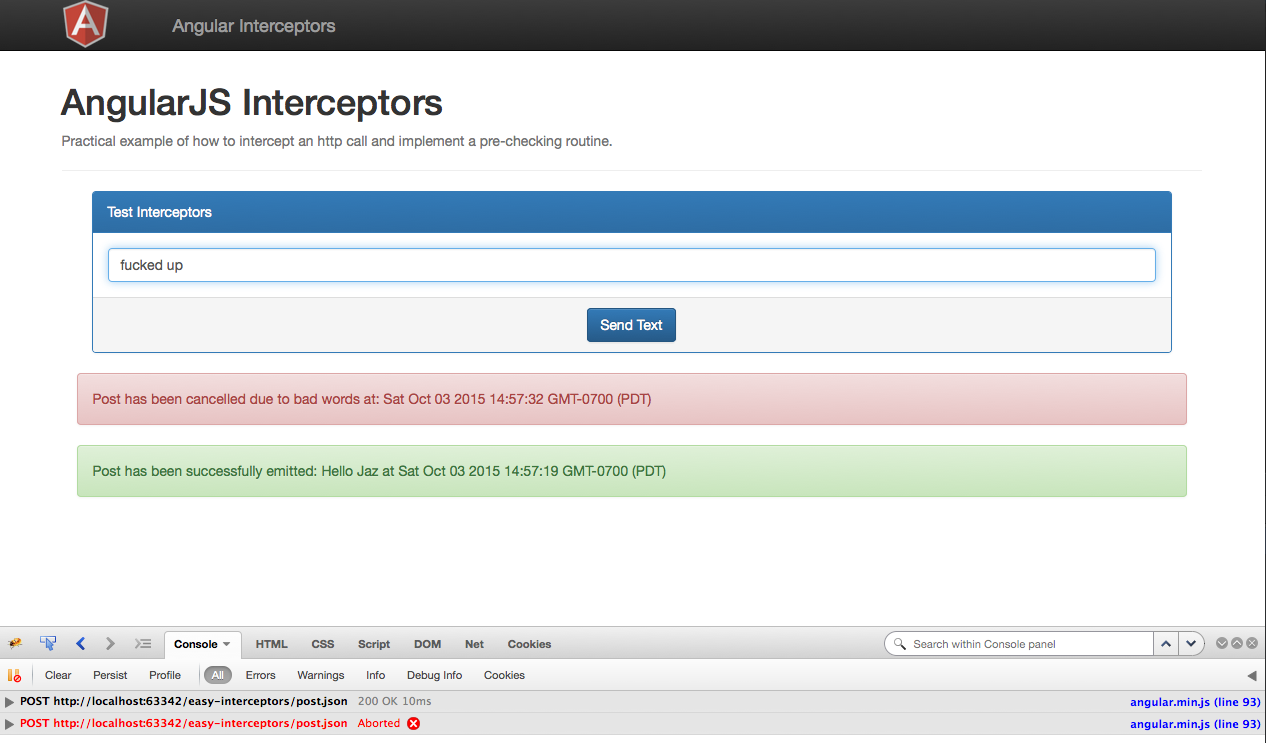 Angular Interceptors
AngularJS Interceptors
Practical example of how to intercept an http call and implement a pre-checking routine.
Test Interceptors
fucked up
Send Text
Post has been cancelled due to bad words at: Sat Oct 03 2015 14:57:32 GMT-0700 (PDT)
Post has been successfully emitted: Hello Jaz at Sat Oct 03 2015 14:57:19 GMT-0700 (PDT)
Console HTML CSS Script DOM Net Cookies Search within Console panel
Clear Persist Profile All Errors Warnings Info Debug Info Cookies
POST http://localhost:63342/easy-interceptors/post.json 200 OK 10ms angular.min.js (line 93)
POST http://localhost:63342/easy-interceptors/post.json Aborted angular.min.js (line 93)